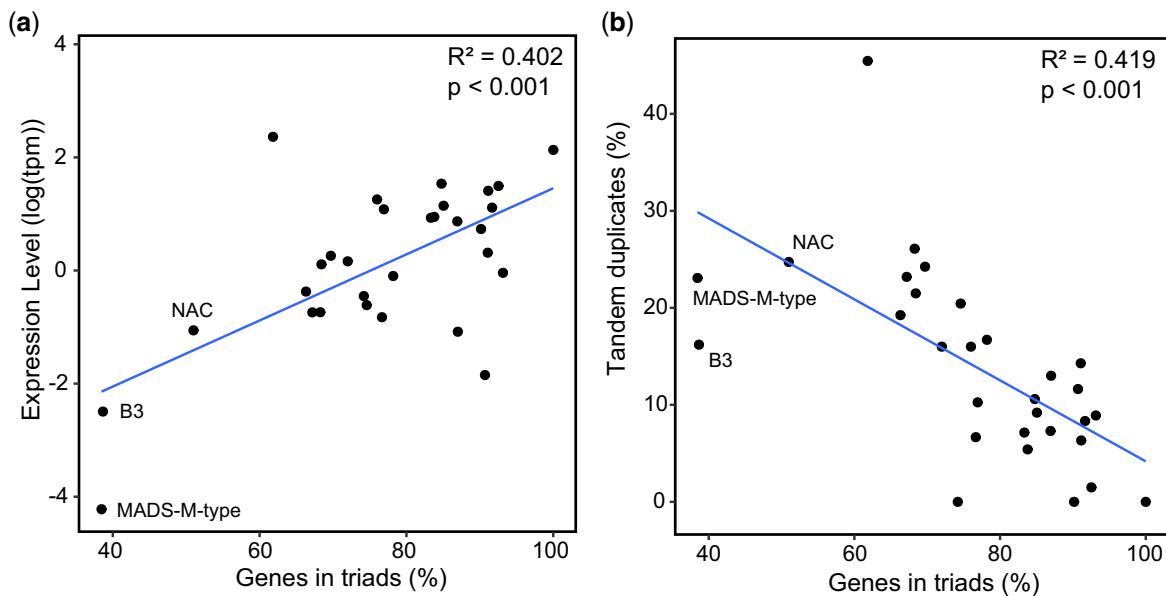 (a)
R² = 0.402
p < 0.001
Expression Level (log(tpm))
4
2
0
-2
-4
NAC
B3
MADS-M-type
40 60 80 100
Genes in triads (%)
(b)
R² = 0.419
p < 0.001
Tandem duplicates (%)
40
30
20
10
0
NAC
MADS-M-type
B3
40 60 80 100
Genes in triads (%)